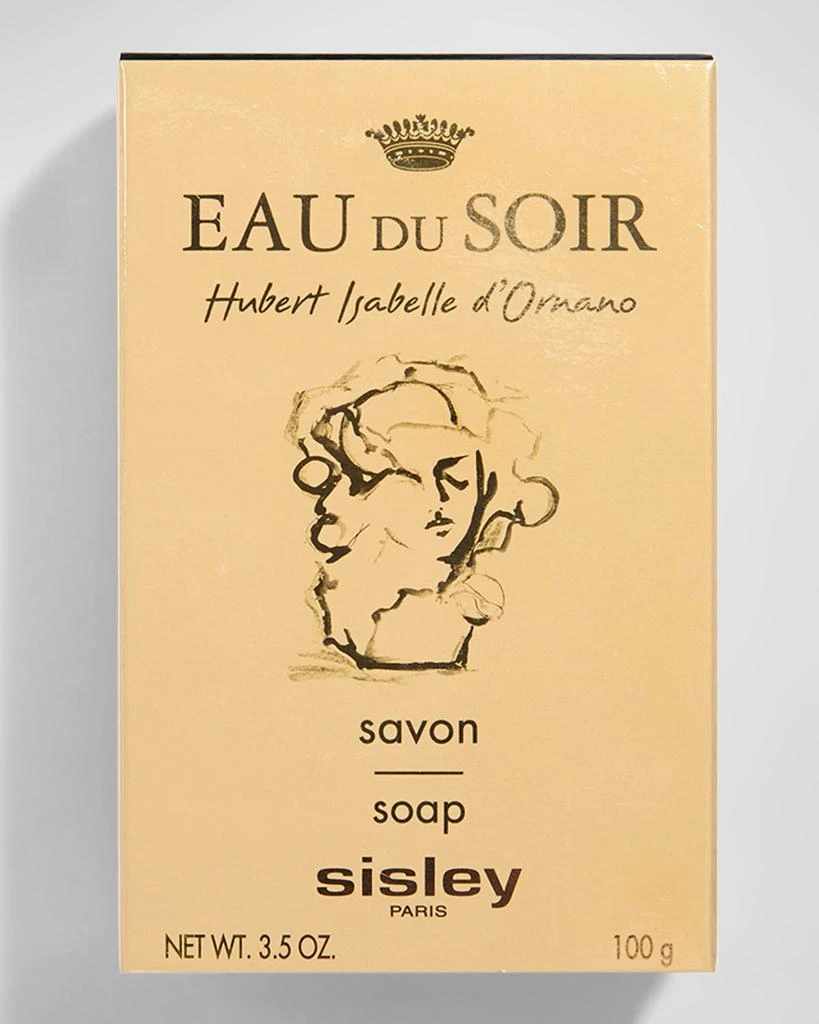 EAU DU SOIR
Hubert Isabelle d'Ornano
savon
soap
sisley
PARIS
NET WT. 3.5 OZ. 100 g